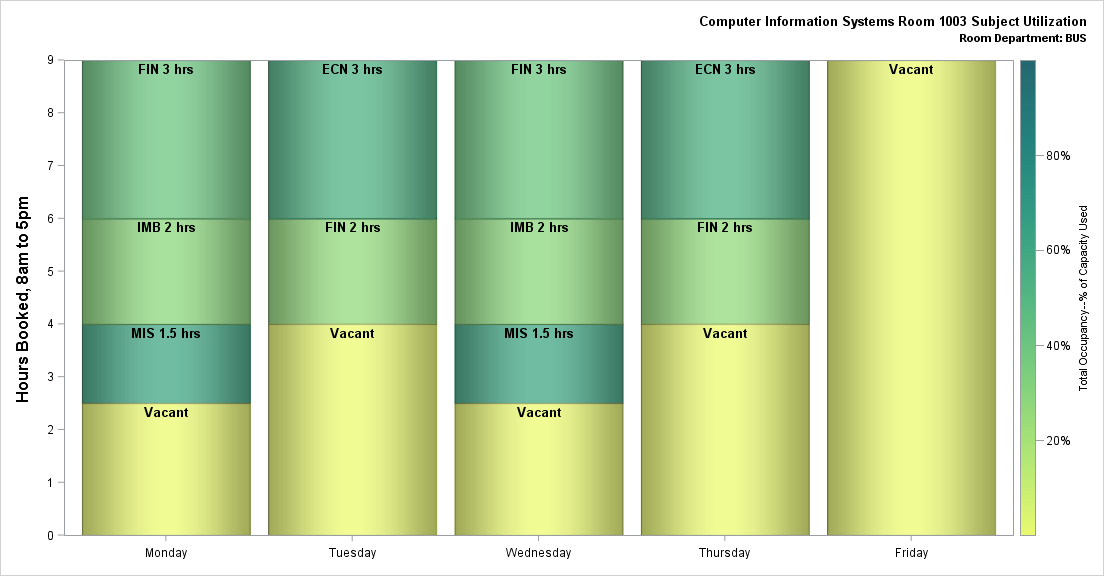 Computer Information Systems Room 1003 Subject Utilization
Room Department: BUS
Hours Booked, 8am to 5pm
9
8
7
6
5
4
3
2
1
0
FIN 3 hrs
IMB 2 hrs
MIS 1.5 hrs
Vacant
ECN 3 hrs
FIN 2 hrs
Vacant
FIN 3 hrs
IMB 2 hrs
MIS 1.5 hrs
Vacant
ECN 3 hrs
FIN 2 hrs
Vacant
Vacant
Monday
Tuesday
Wednesday
Thursday
Friday
80%
60%
40%
20%
Total Occupancy--% of Capacity Used